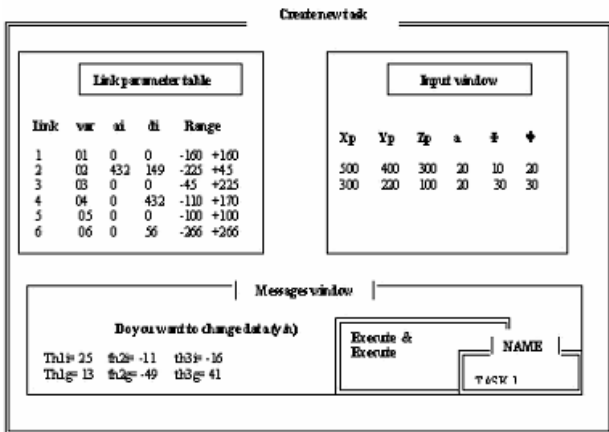 Create new task
Link parameter table
Link var ai di Range
1 01 0 0 -160 +160
2 02 432 149 -225 +45
3 03 0 0 -45 +225
4 04 0 432 -110 +170
5 05 0 0 -100 +100
6 06 0 56 -266 +266
Input window
Xp Yp Zp a Φ Φ
500 400 300 20 10 20
300 220 100 20 30 30
Messages window
Do you want to change data (y/n)
Th1i= 25 th2i= -11 th3i= -16
Th1g= 13 th2g= -49 th3g= 41
Execute &
Execute
NAME
TASK 1